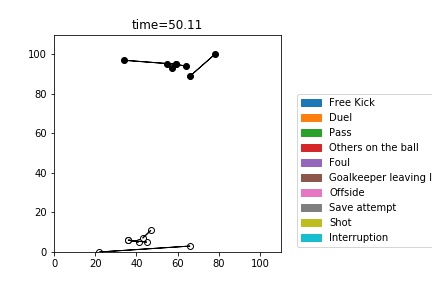 time=50.11
100
80
60
40
20
0
0 20 40 60 80 100
Free Kick
Duel
Pass
Others on the ball
Foul
Goalkeeper leaving l
Offside
Save attempt
Shot
Interruption